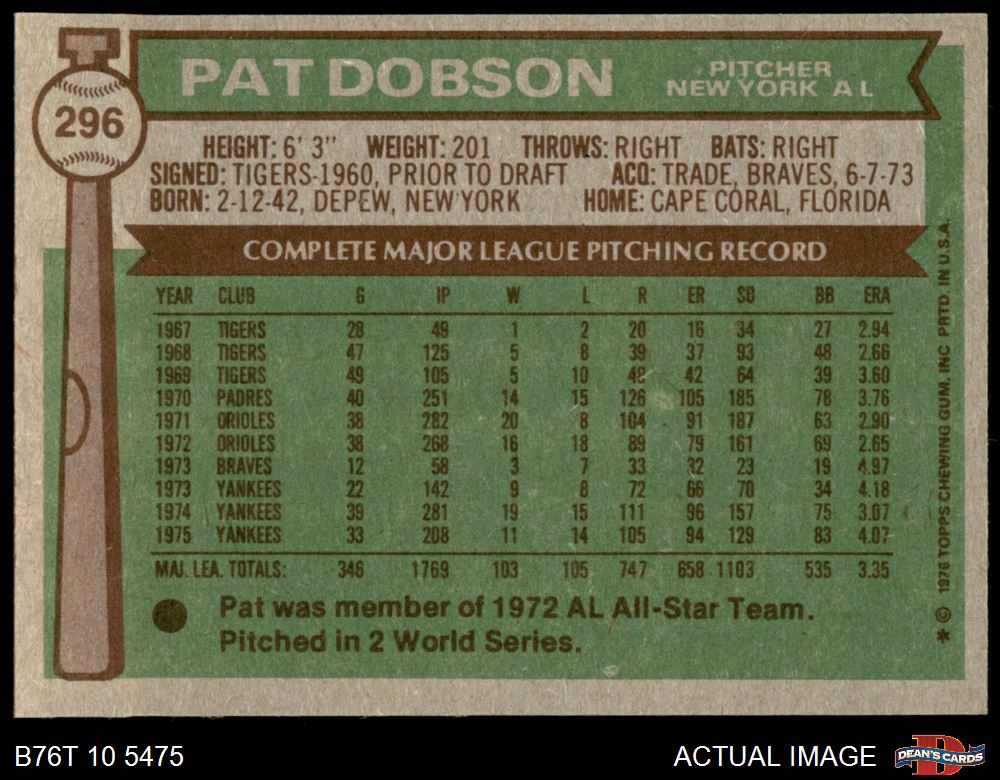 PAT DOBSON
PITCHER
NEW YORK A L
296
HEIGHT: 6' 3" WEIGHT: 201 THROWS: RIGHT BATS: RIGHT
SIGNED: TIGERS-1960, PRIOR TO DRAFT ACQ: TRADE, BRAVES, 6-7-73
BORN: 2-12-42, DEPEW, NEW YORK HOME: CAPE CORAL, FLORIDA
COMPLETE MAJOR LEAGUE PITCHING RECORD
YEAR CLUB G IP W L R ER SO BB ERA
1967 TIGERS 28 49 1 2 20 16 34 27 2.94
1968 TIGERS 47 125 5 8 39 37 93 48 2.66
1969 TIGERS 49 105 5 10 48 42 64 39 3.60
1970 PADRES 40 251 14 15 126 105 185 78 3.76
1971 ORIOLES 38 282 20 8 104 91 187 63 2.90
1972 ORIOLES 38 268 16 18 89 79 161 69 2.65
1973 BRAVES 12 58 3 7 33 32 23 19 4.97
1973 YANKEES 22 142 9 8 72 66 70 34 4.18
1974 YANKEES 39 281 19 15 111 96 157 75 3.07
1975 YANKEES 33 208 11 14 105 94 129 83 4.07
MAJ. LEA. TOTALS: 346 1769 103 105 747 658 1103 535 3.35
Pat was member of 1972 AL All-Star Team.
Pitched in 2 World Series.
* © 1976 TOPPS CHEWING GUM, INC PRTD. IN U.S.A.
B76T 10 5475
ACTUAL IMAGE
D
DEAN'S CARDS